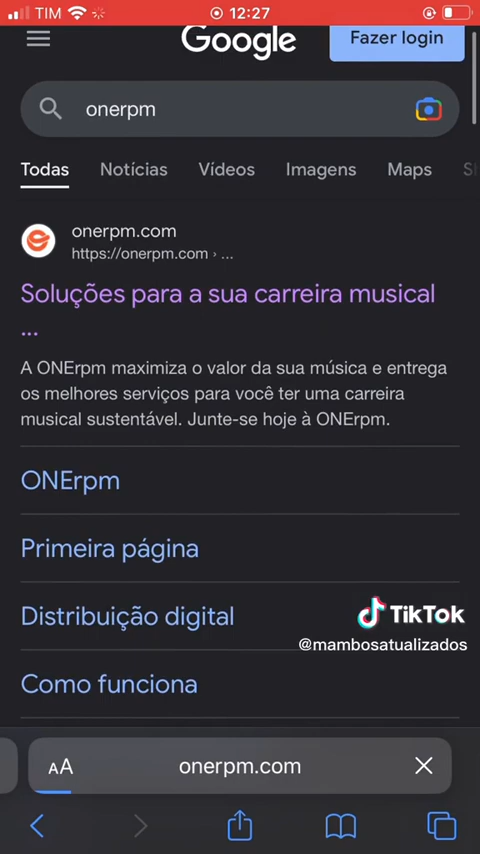 TIM 12:27
Google
Fazer login
onerpm
Todas Notícias Vídeos Imagens Maps
onerpm.com
https://onerpm.com › ...
Soluções para a sua carreira musical
...
A ONErpm maximiza o valor da sua música e entrega
os melhores serviços para você ter uma carreira
musical sustentável. Junte-se hoje à ONErpm.
ONErpm
Primeira página
Distribuição digital
TikTok
@mambosatualizados
Como funciona
AA onerpm.com